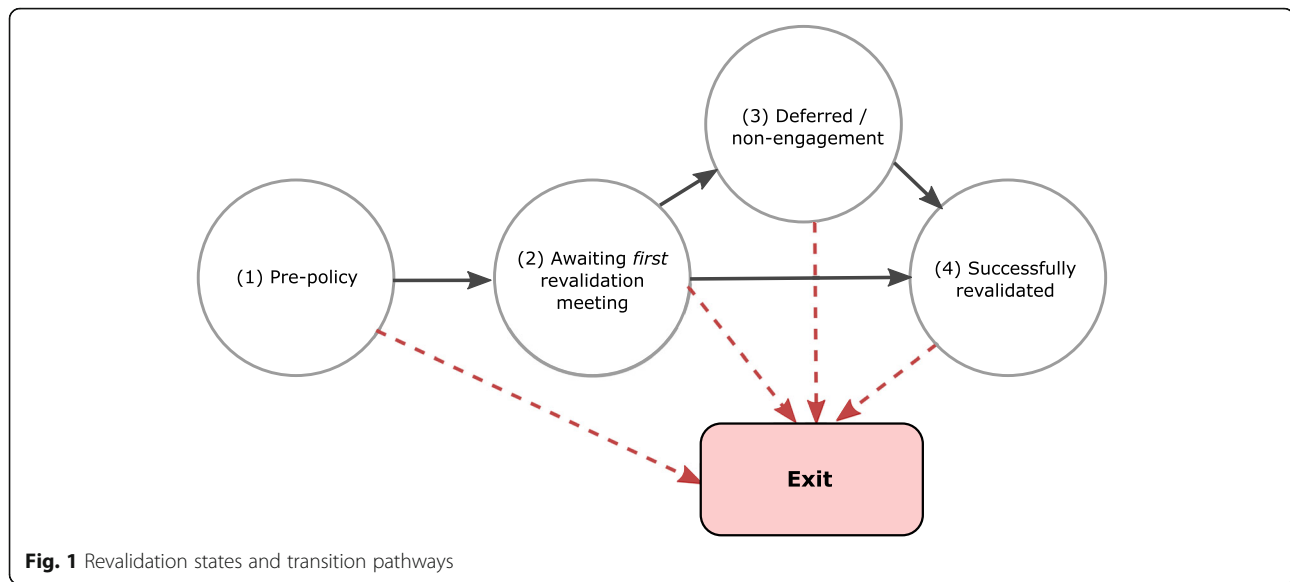 (3) Deferred /
non-engagement
(1) Pre-policy
(2) Awaiting first
revalidation
meeting
(4) Successfully
revalidated
Exit
Fig. 1 Revalidation states and transition pathways